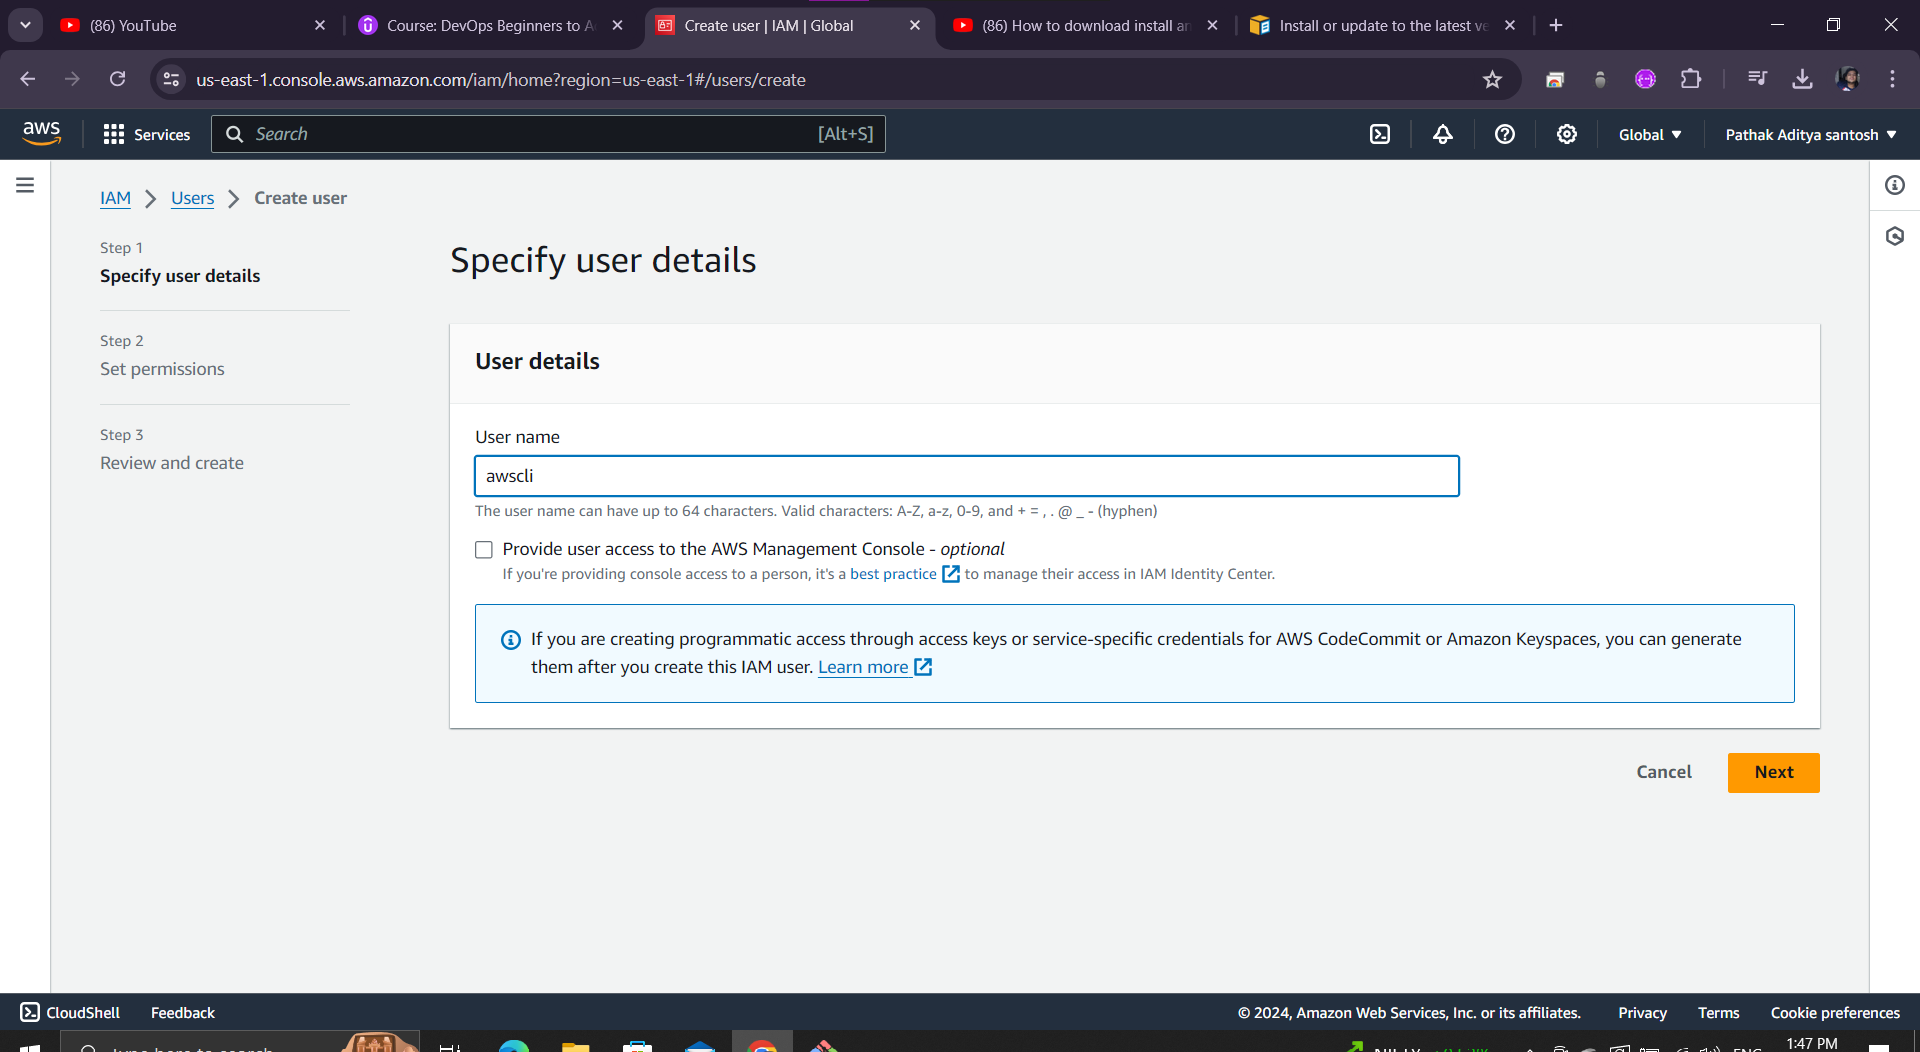 (86) YouTube
Course: DevOps Beginners to A
Create user | IAM | Global
(86) How to download install an
Install or update to the latest ve
us-east-1.console.aws.amazon.com/iam/home?region=us-east-1#/users/create
aws
Services
Search
[Alt+S]
Global
Pathak Aditya santosh
IAM
Users
Create user
Step 1
Specify user details
Step 2
Set permissions
Step 3
Review and create
Specify user details
User details
User name
awscli
The user name can have up to 64 characters. Valid characters: A-Z, a-z, 0-9, and + = , . @ _ - (hyphen)
Provide user access to the AWS Management Console - optional
If you're providing console access to a person, it's a best practice to manage their access in IAM Identity Center.
If you are creating programmatic access through access keys or service-specific credentials for AWS CodeCommit or Amazon Keyspaces, you can generate
them after you create this IAM user. Learn more
Cancel
Next
CloudShell
Feedback
© 2024, Amazon Web Services, Inc. or its affiliates.
Privacy
Terms
Cookie preferences
1:47 PM